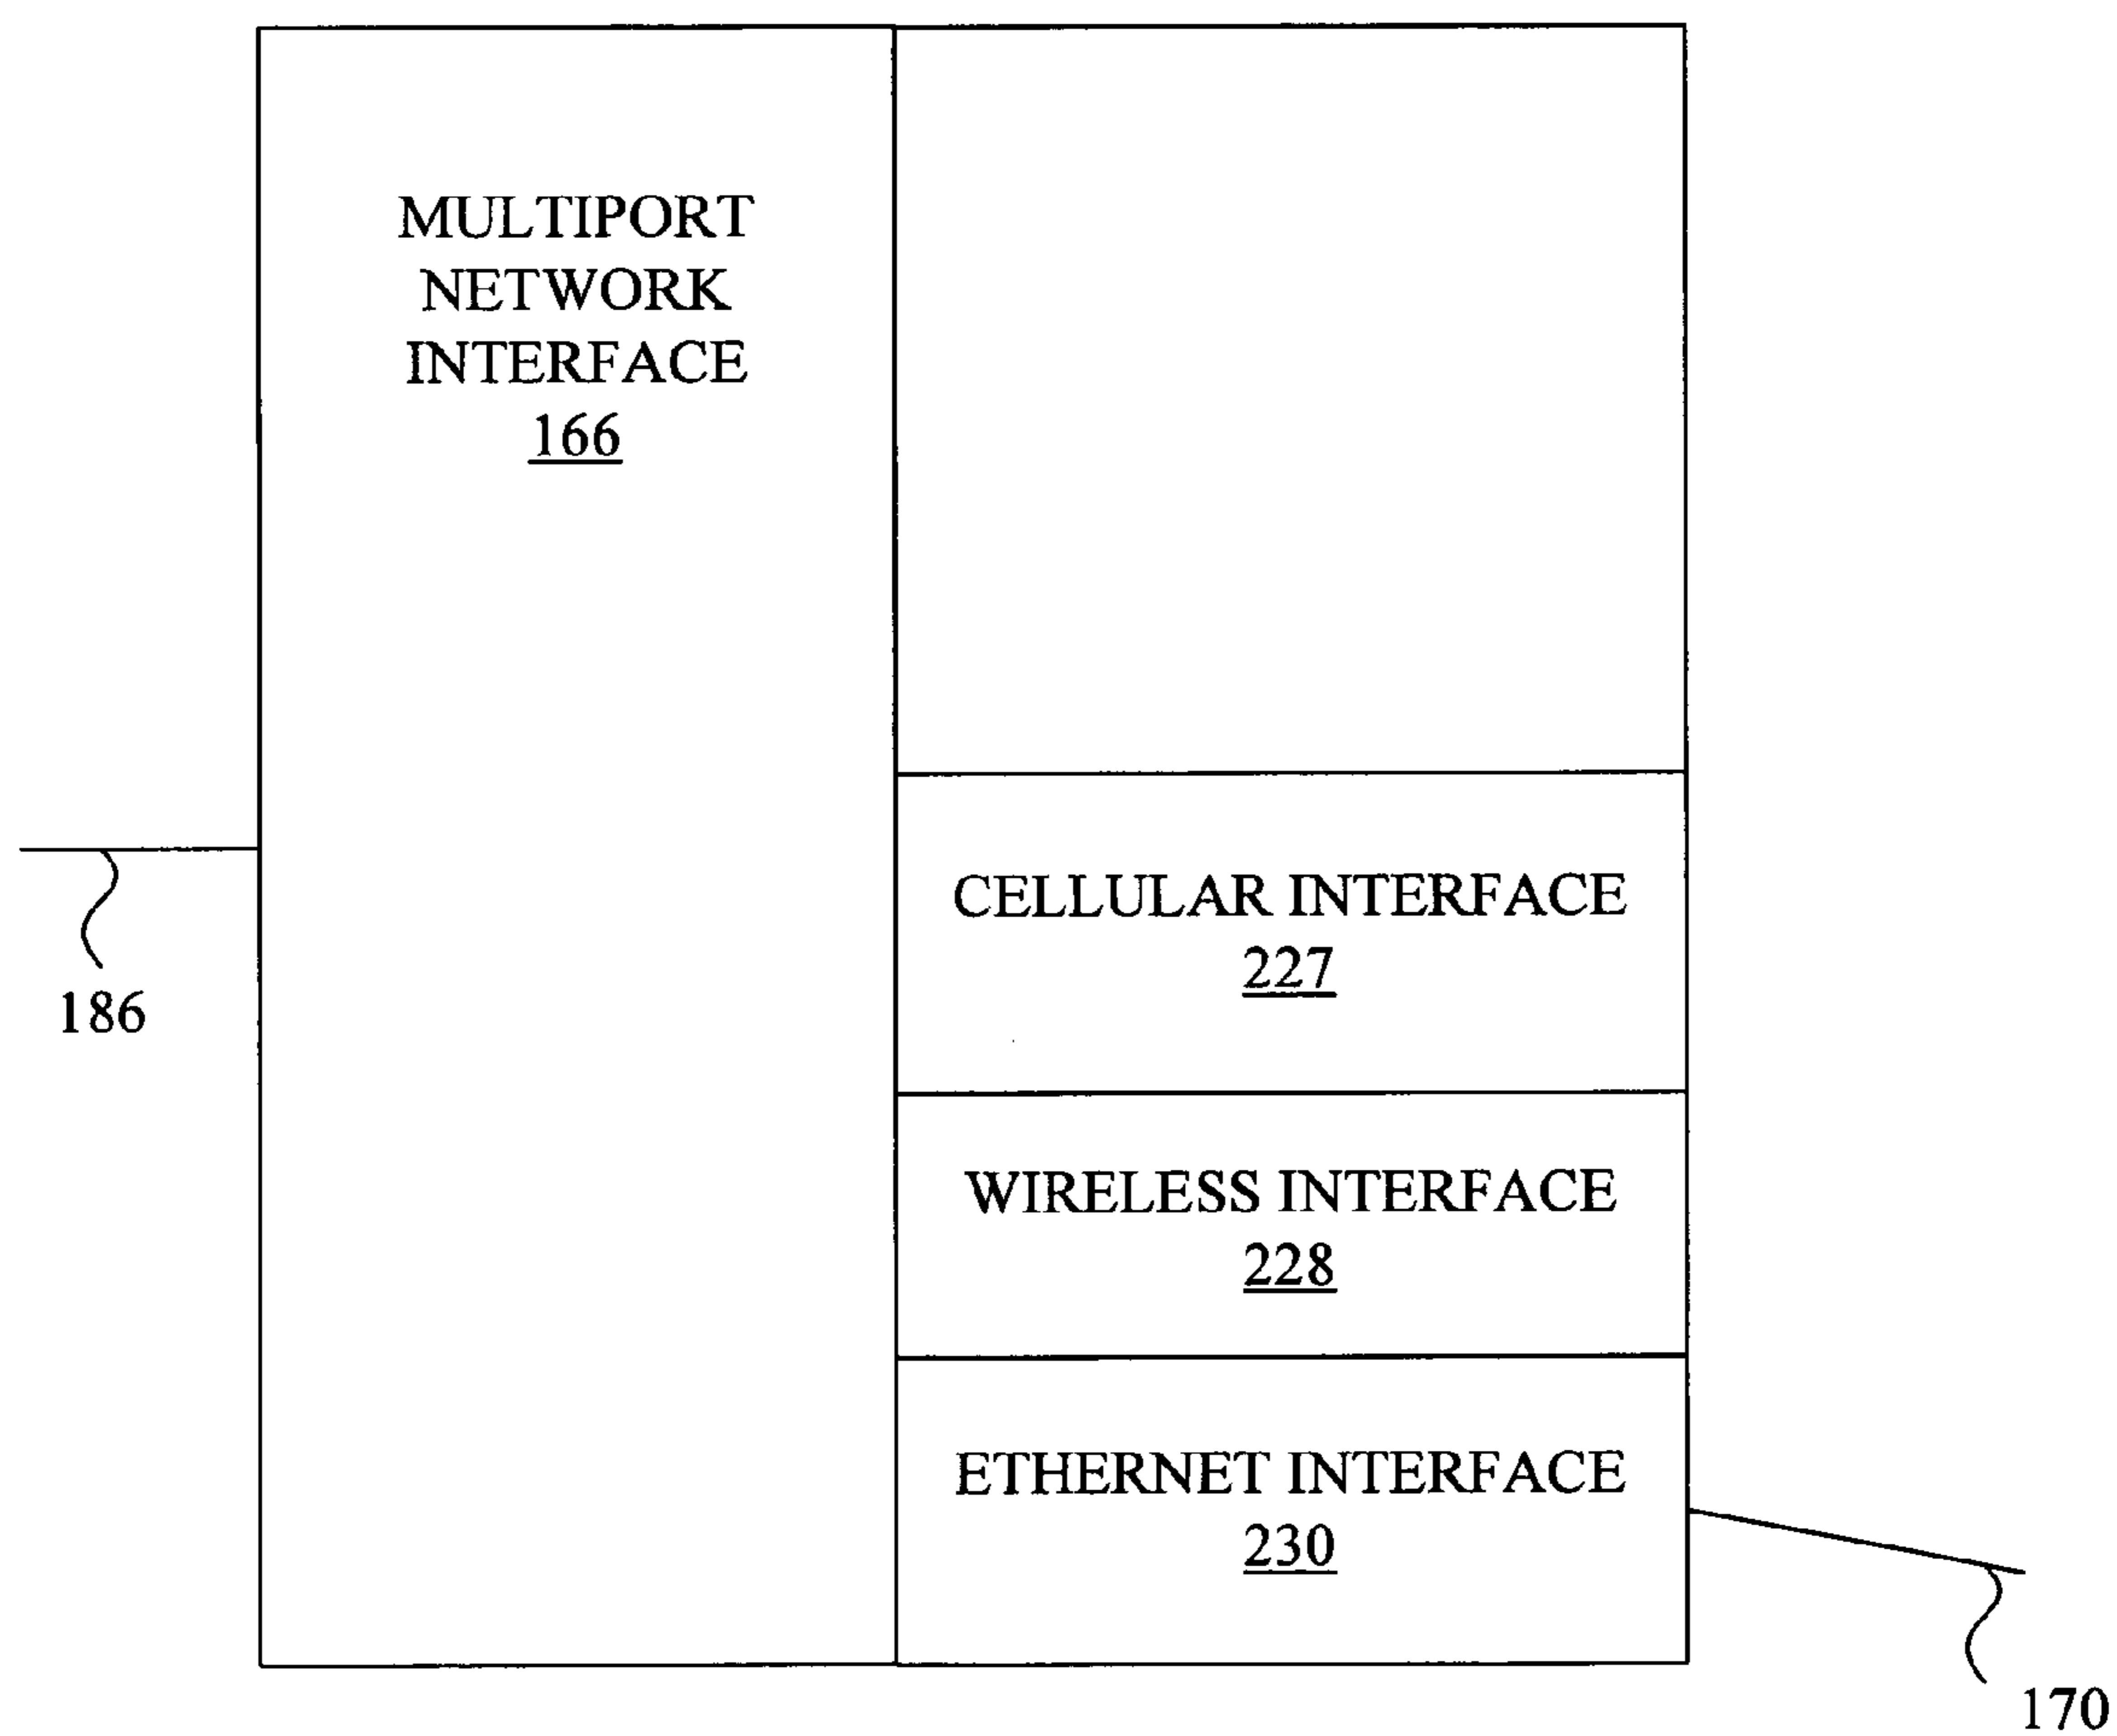 MULTIPORT
NETWORK
INTERFACE
166
CELLULAR INTERFACE
227
186
WIRELESS INTERFACE
228
ETHERNET INTERFACE
230
170